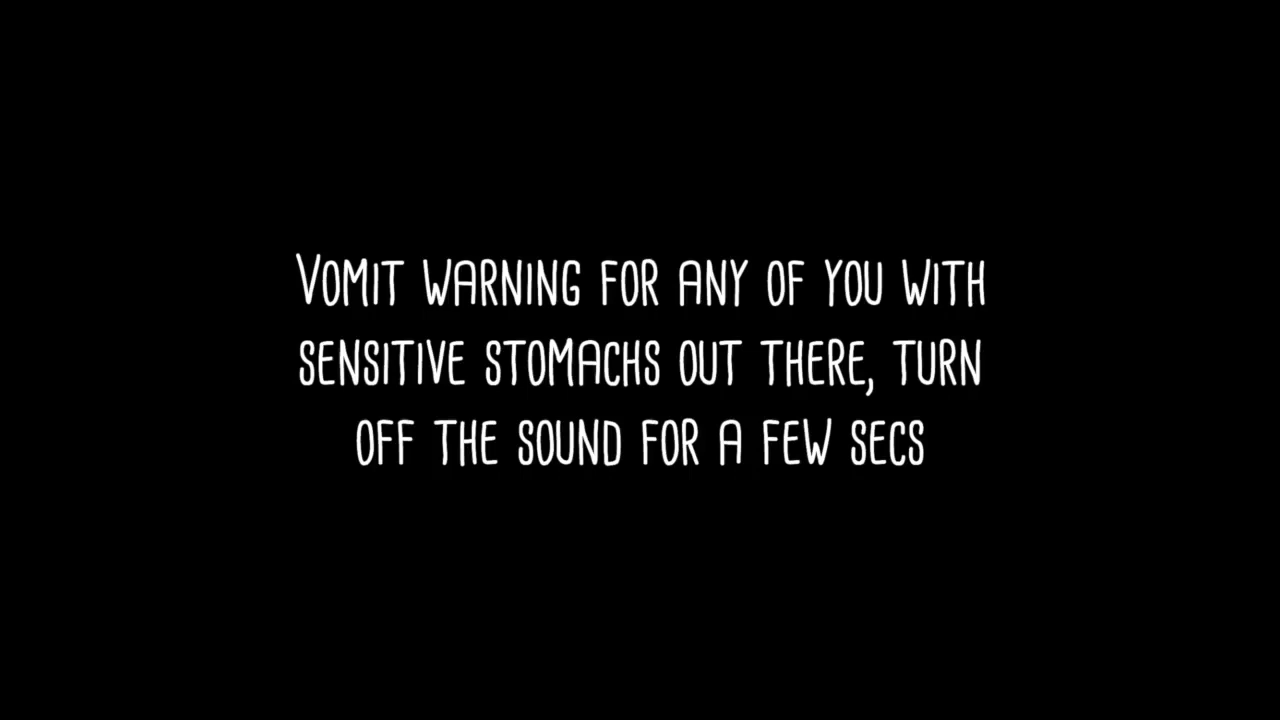 Vomit warning for any of you with
sensitive stomachs out there, turn
off the sound for a few secs